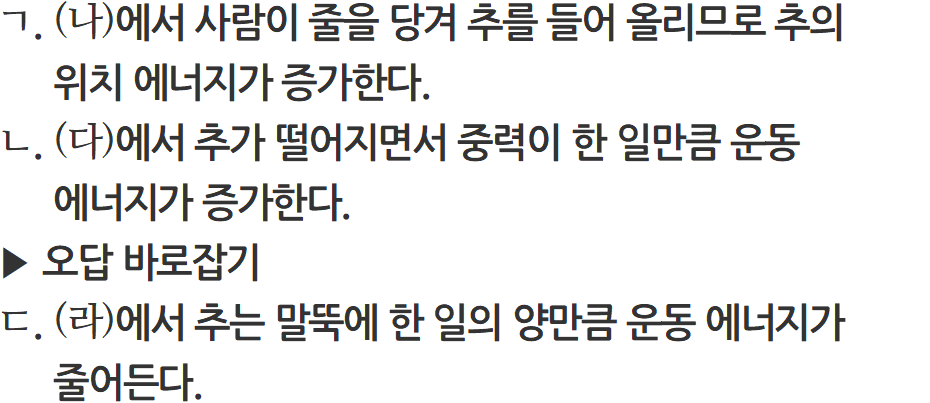 ㄱ. (나)에서 사람이 줄을 당겨 추를 들어 올리므로 추의
위치 에너지가 증가한다.
ㄴ. (다)에서 추가 떨어지면서 중력이 한 일만큼 운동
에너지가 증가한다.
▶ 오답 바로잡기
ㄷ. (라)에서 추는 말뚝에 한 일의 양만큼 운동 에너지가
줄어든다.